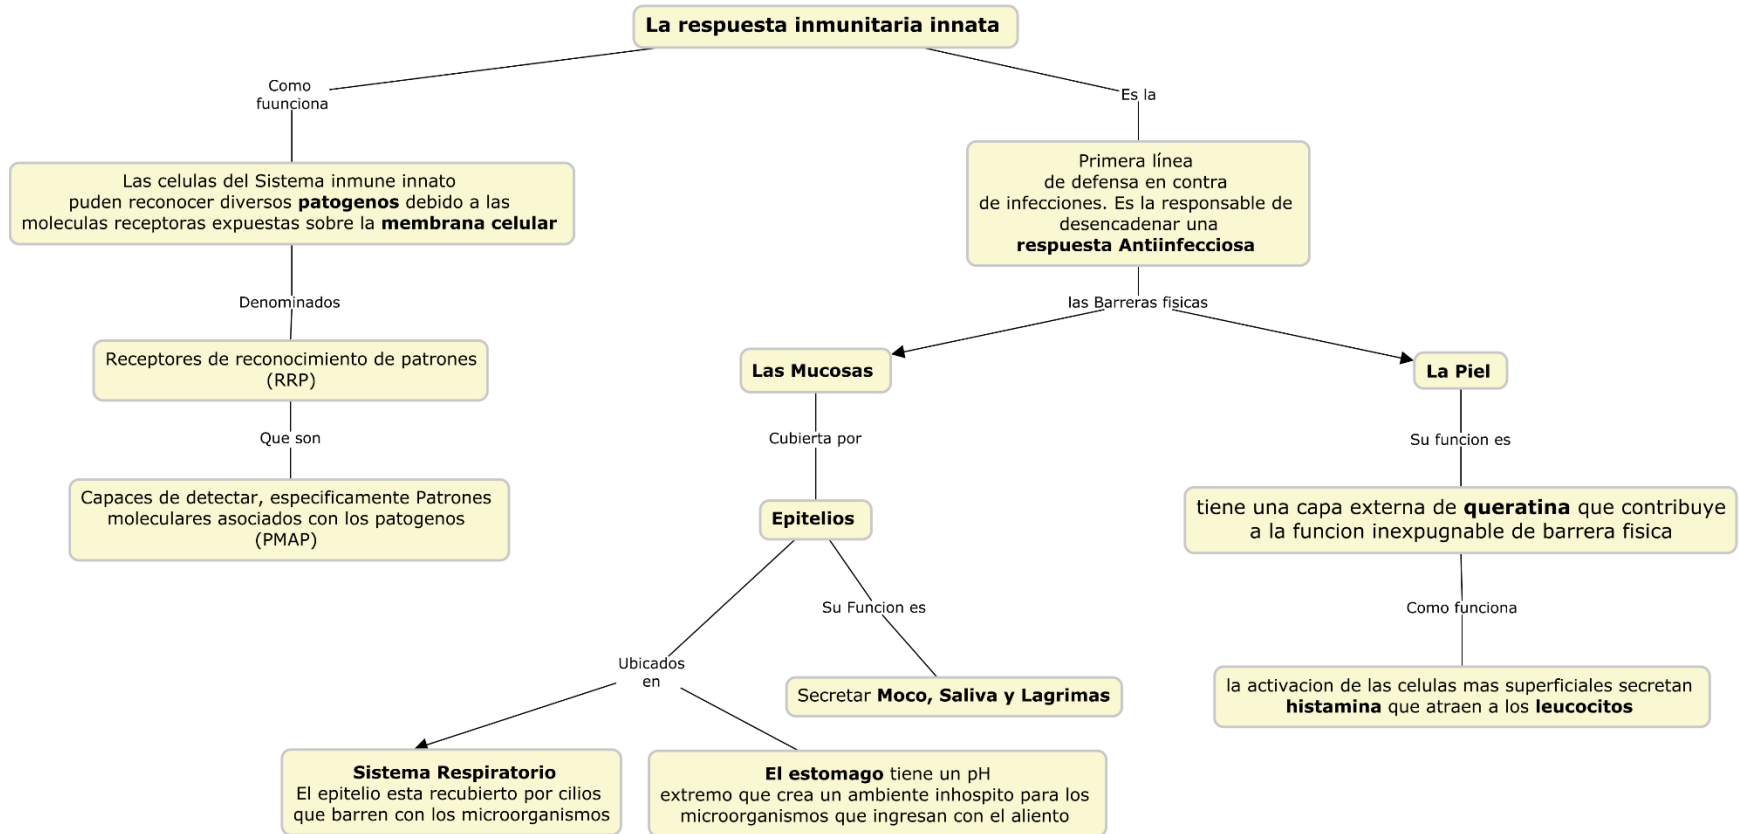 La respuesta inmunitaria innata
Como
fuunciona
Es la
Las celulas del Sistema inmune innato
puden reconocer diversos patogenos debido a las
moleculas receptoras expuestas sobre la membrana celular
Primera línea
de defensa en contra
de infecciones. Es la responsable de
desencadenar una
respuesta Antiinfecciosa
Denominados
las Barreras fisicas
Receptores de reconocimiento de patrones
(RRP)
Las Mucosas
La Piel
Que son
Cubierta por
Su funcion es
Capaces de detectar, especificamente Patrones
moleculares asociados con los patogenos
(PMAP)
Epitelios
tiene una capa externa de queratina que contribuye
a la funcion inexpugnable de barrera fisica
Su Funcion es
Como funciona
Ubicados
en
Secretar Moco, Saliva y Lagrimas
la activacion de las celulas mas superficiales secretan
histamina que atraen a los leucocitos
Sistema Respiratorio
El epitelio esta recubierto por cilios
que barren con los microorganismos
El estomago tiene un pH
extremo que crea un ambiente inhospito para los
microorganismos que ingresan con el aliento